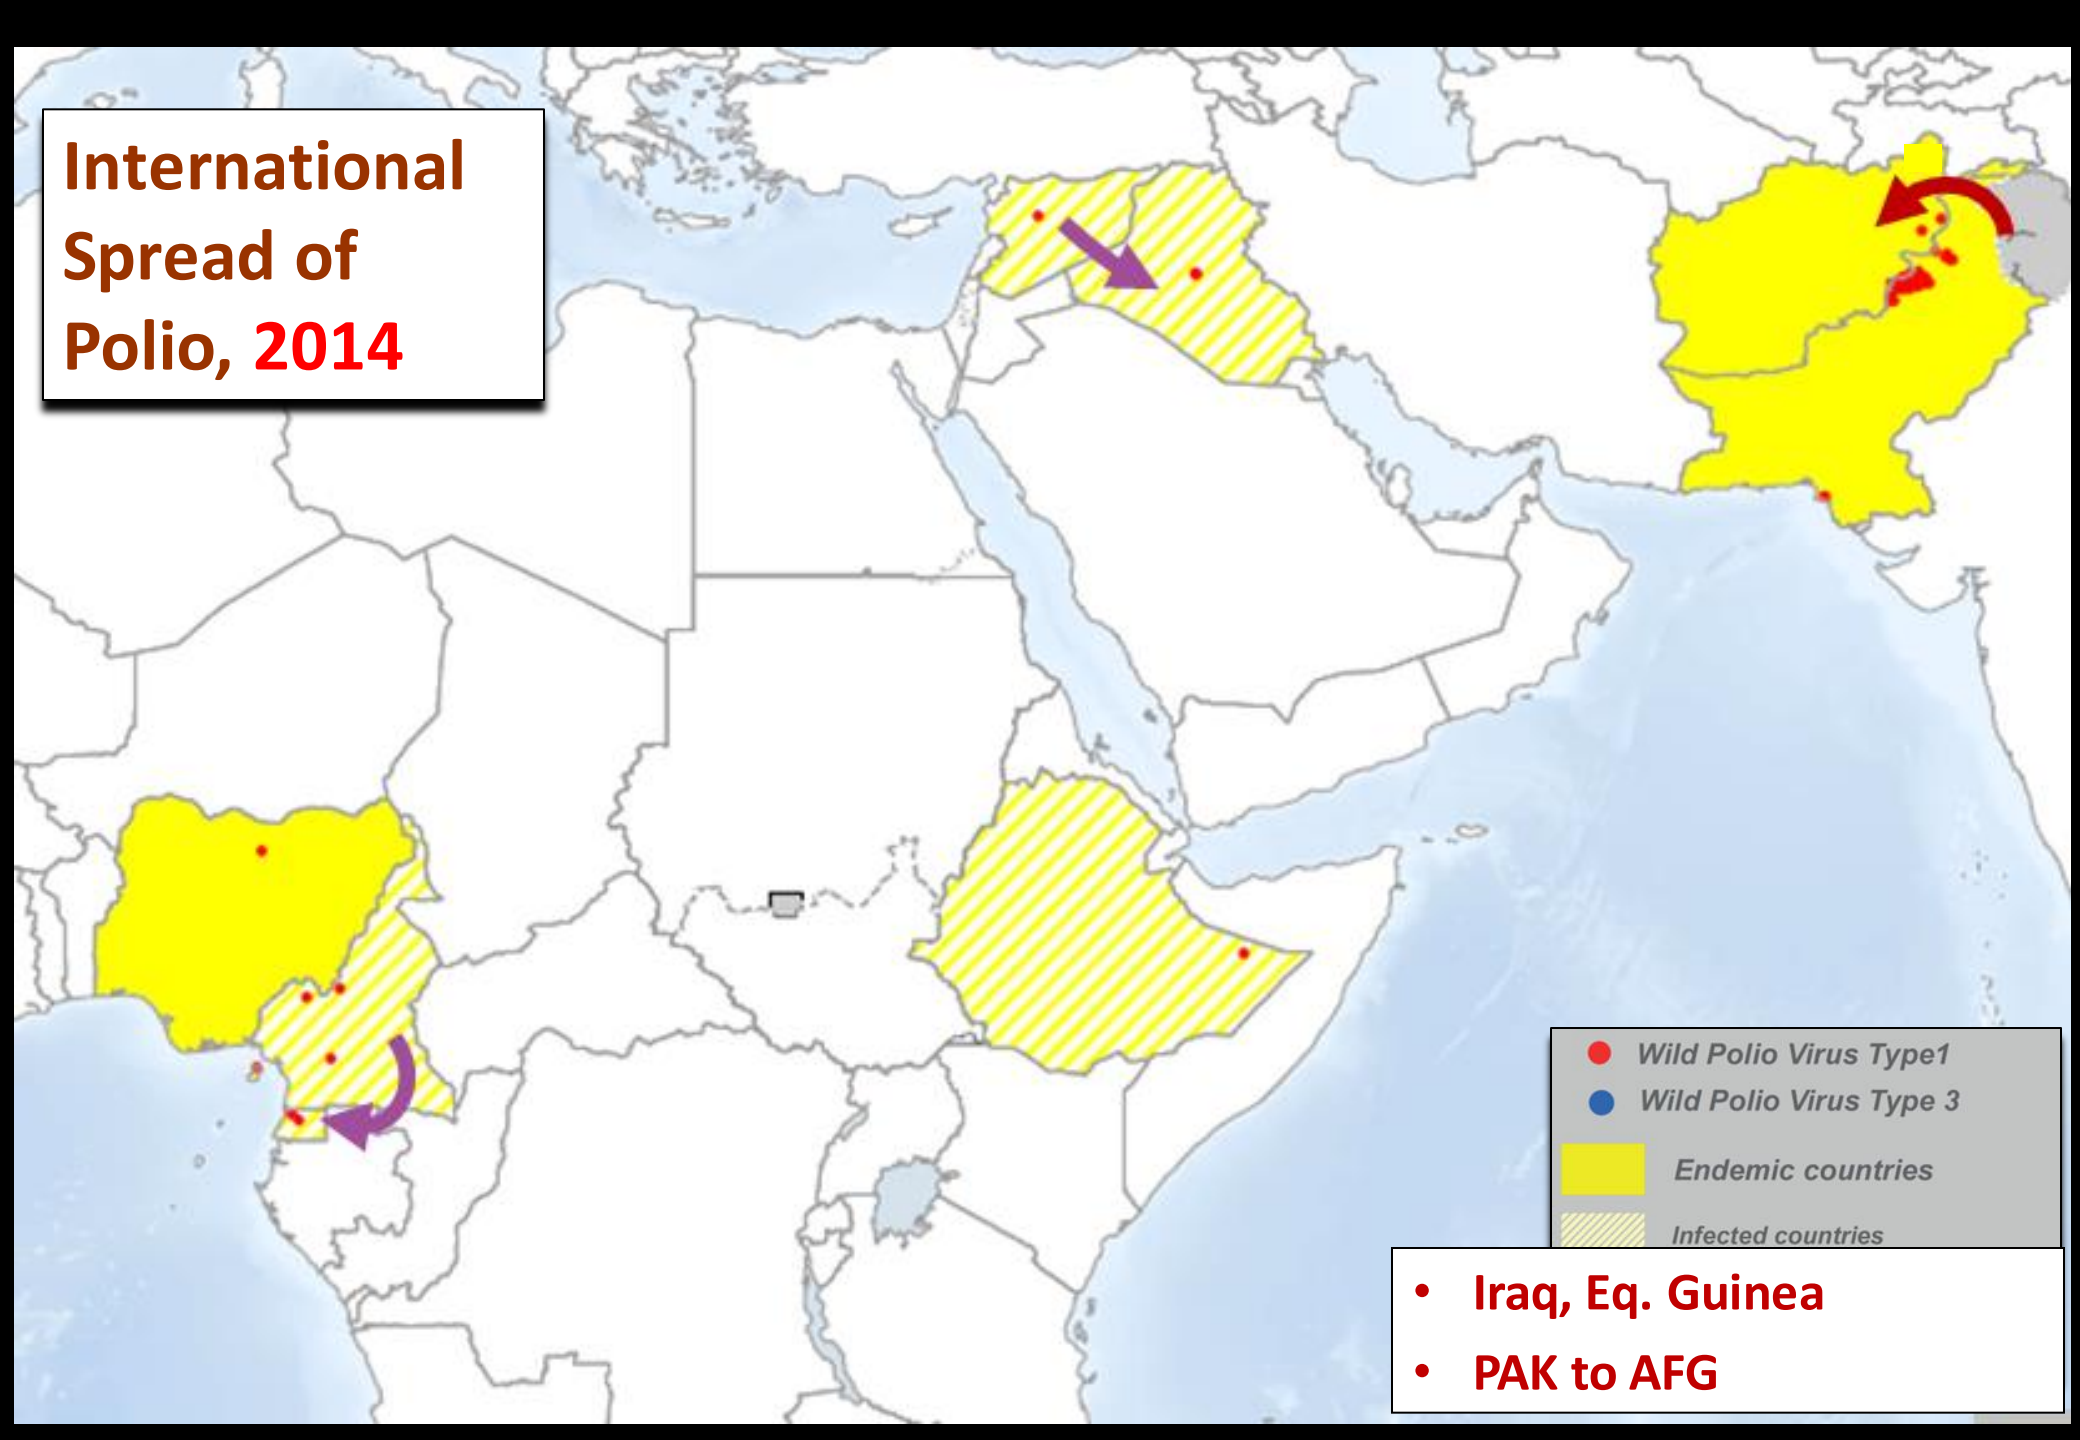 International
Spread of
Polio, 2014
Wild Polio Virus Type1
Wild Polio Virus Type 3
Endemic countries
Infected countries
• Iraq, Eq. Guinea
• PAK to AFG